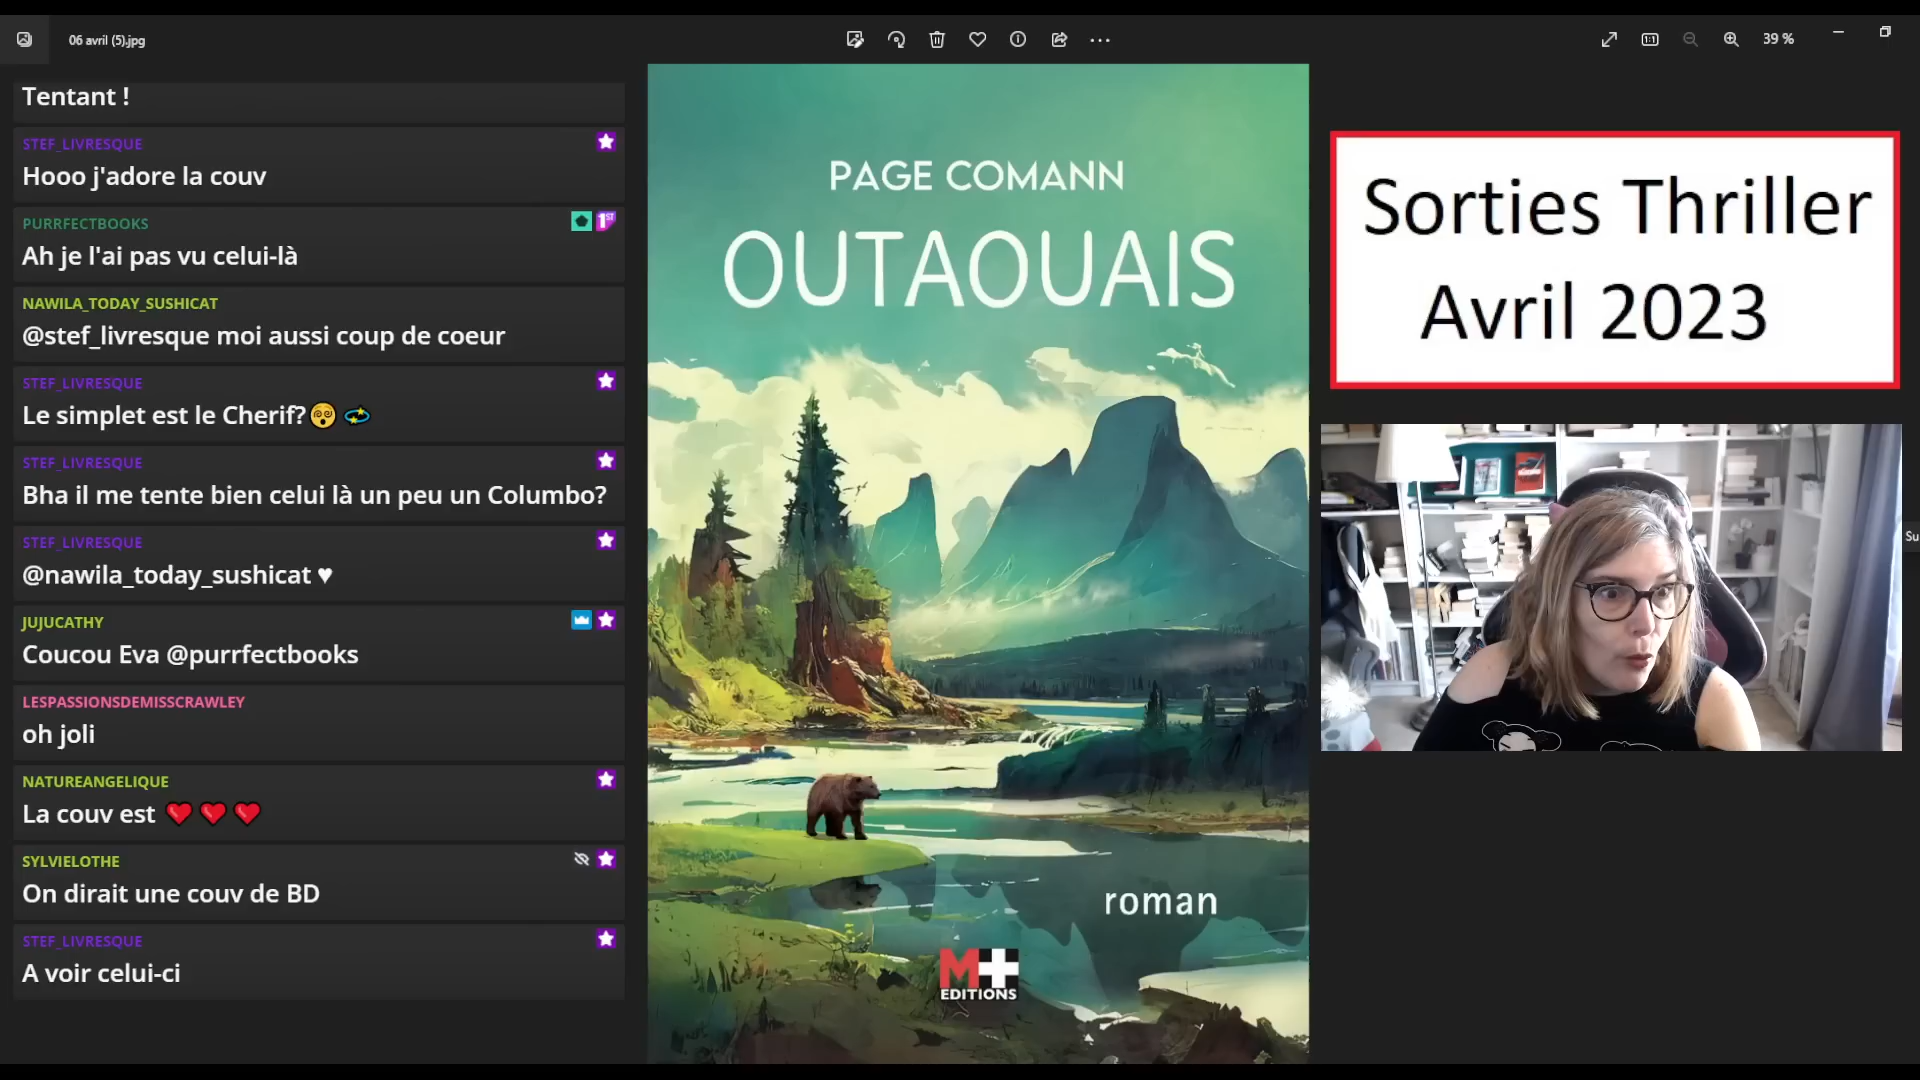 06 avril (5).jpg
39 %
Tentant !
STEF_LIVRESQUE
Hooo j'adore la couv
PURRFECTBOOKS
1ST
Ah je l'ai pas vu celui-là
NAWILA_TODAY_SUSHICAT
@stef_livresque moi aussi coup de coeur
STEF_LIVRESQUE
Le simplet est le Cherif?😵💫
STEF_LIVRESQUE
Bha il me tente bien celui là un peu un Columbo?
STEF_LIVRESQUE
@nawila_today_sushicat ♥
JUJUCATHY
Coucou Eva @purrfectbooks
LESPASSIONSDEMISSCRAWLEY
oh joli
NATUREANGELIQUE
La couv est ❤❤❤
SYLVIELOTHE
On dirait une couv de BD
STEF_LIVRESQUE
A voir celui-ci
PAGE COMANN
OUTAOUAIS
roman
M+
EDITIONS
Sorties Thriller
Avril 2023
Su